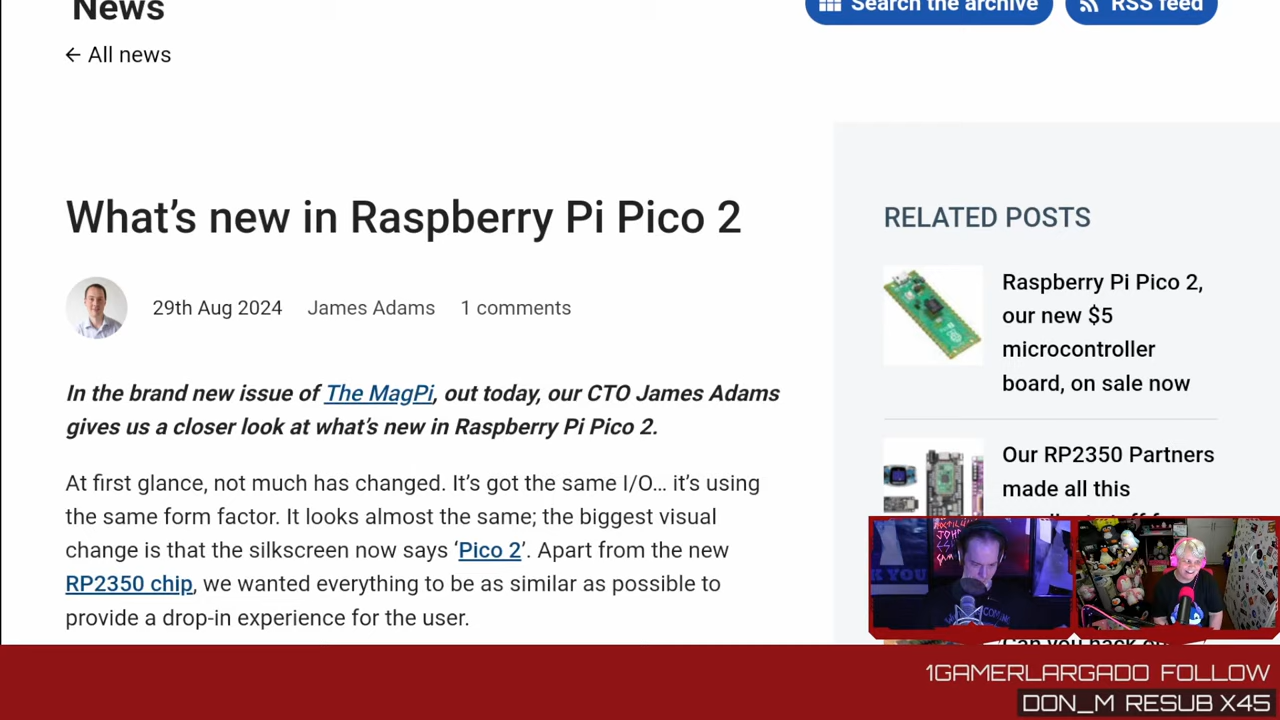 News
Search the archive
RSS feed
← All news
What's new in Raspberry Pi Pico 2
29th Aug 2024 James Adams 1 comments
In the brand new issue of The MagPi, out today, our CTO James Adams
gives us a closer look at what's new in Raspberry Pi Pico 2.
At first glance, not much has changed. It's got the same I/O… it's using
the same form factor. It looks almost the same; the biggest visual
change is that the silkscreen now says 'Pico 2'. Apart from the new
RP2350 chip, we wanted everything to be as similar as possible to
provide a drop-in experience for the user.
RELATED POSTS
Raspberry Pi Pico 2,
our new $5
microcontroller
board, on sale now
Our RP2350 Partners
made all this
K YOU
1GAMERLARGADO FOLLOW
DON_M RESUB X45